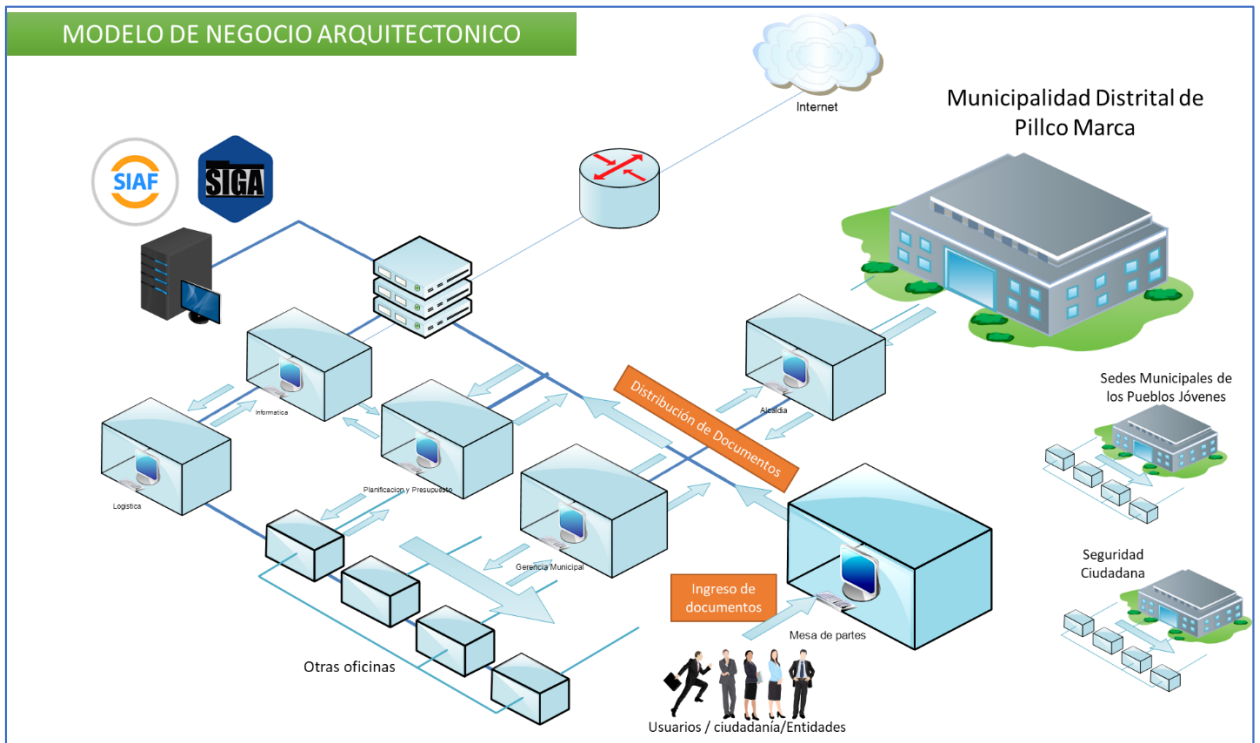 MODELO DE NEGOCIO ARQUITECTONICO
Internet
Municipalidad Distrital de
Pillco Marca
SIAF
SIGA
Informatica
Logistica
Planificacion y Presupuesto
Gerencia Municipal
Alcaldia
Distribución de Documentos
Sedes Municipales de
los Pueblos Jóvenes
Seguridad
Ciudadana
Ingreso de
documentos
Mesa de partes
Otras oficinas
Usuarios / ciudadanía/Entidades